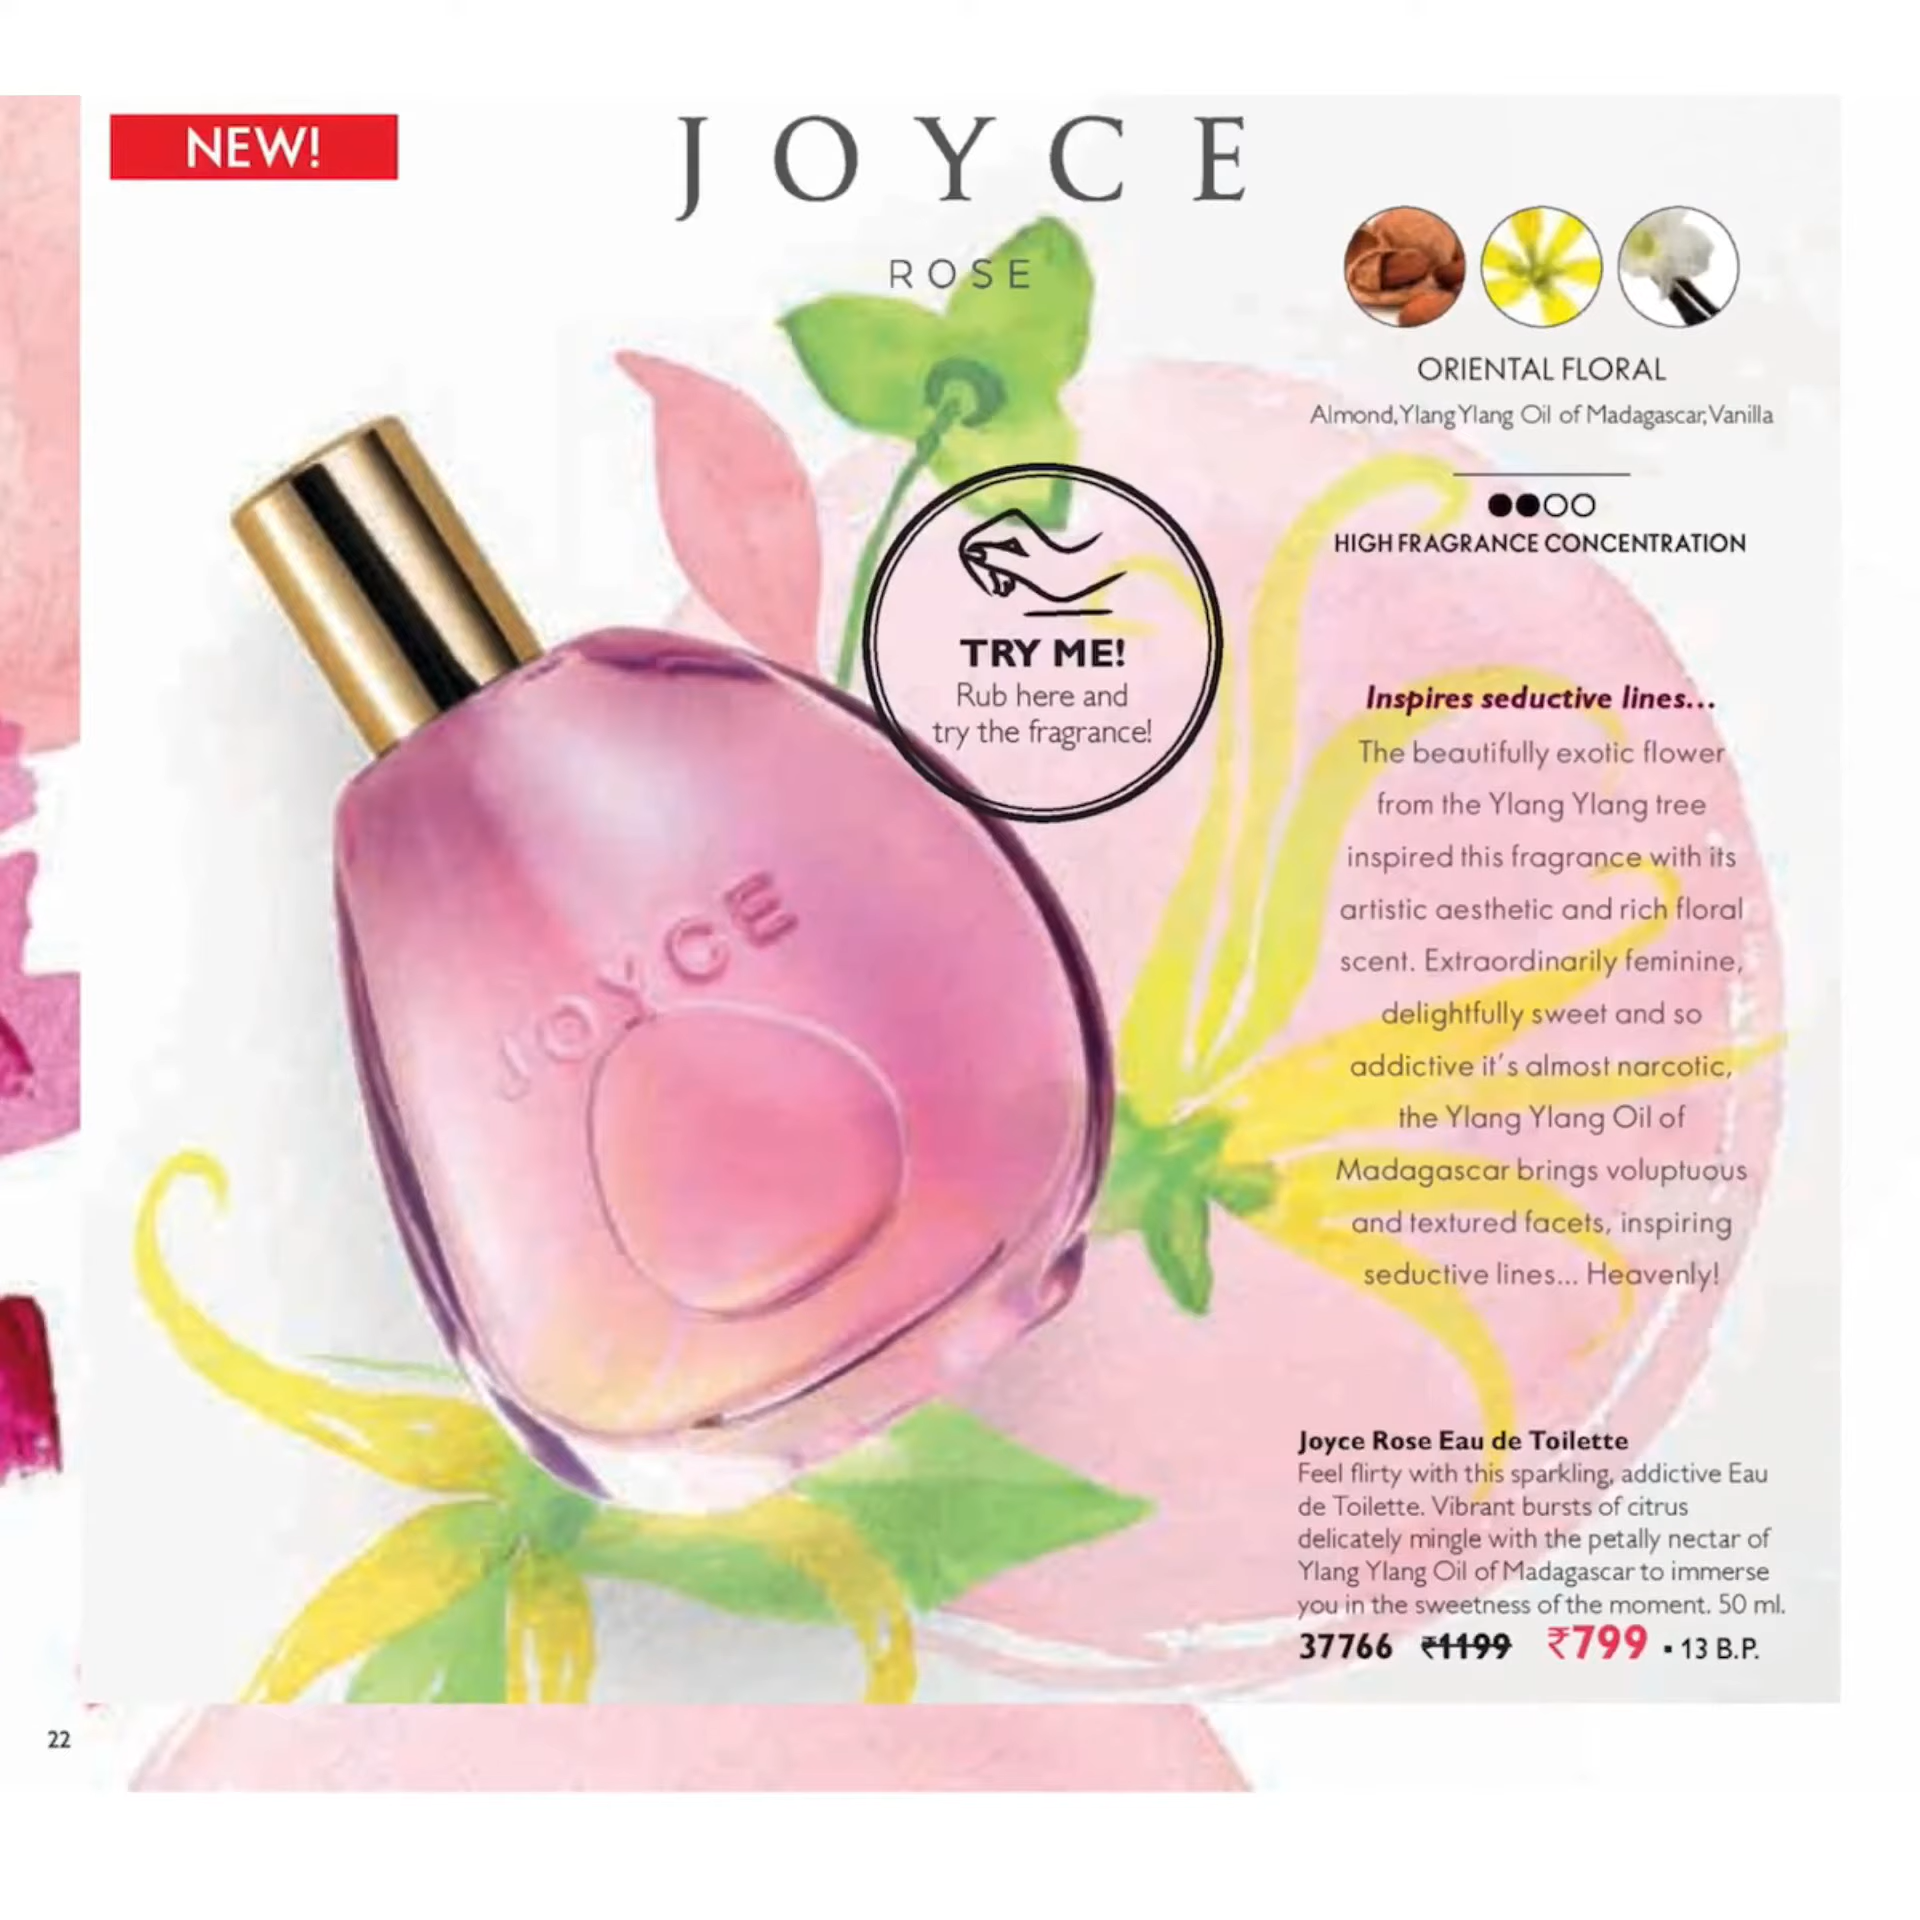 NEW!
JOYCE
ROSE
ORIENTAL FLORAL
Almond, Ylang Ylang Oil of Madagascar, Vanilla
HIGH FRAGRANCE CONCENTRATION
TRY ME!
Rub here and
try the fragrance!
JOYCE
Inspires seductive lines...
The beautifully exotic flower
from the Ylang Ylang tree
inspired this fragrance with its
artistic aesthetic and rich floral
scent. Extraordinarily feminine,
delightfully sweet and so
addictive it's almost narcotic,
the Ylang Ylang Oil of
Madagascar brings voluptuous
and textured facets, inspiring
seductive lines... Heavenly!
Joyce Rose Eau de Toilette
Feel flirty with this sparkling, addictive Eau
de Toilette. Vibrant bursts of citrus
delicately mingle with the petally nectar of
Ylang Ylang Oil of Madagascar to immerse
you in the sweetness of the moment. 50 ml.
37766 ₹1199 ₹799 ▪ 13 B.P.
22